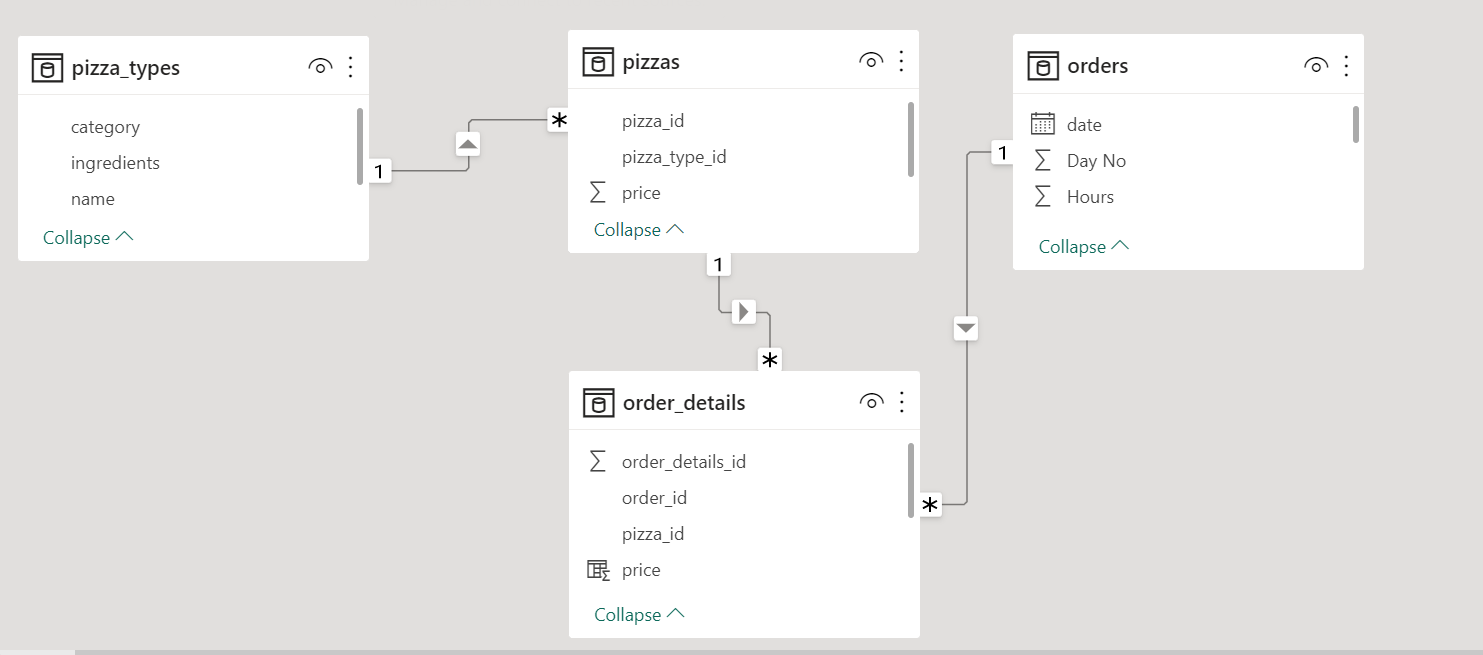 pizza_types
category
ingredients
name
Collapse
1
*
pizzas
pizza_id
pizza_type_id
price
Collapse
1
*
orders
date
Day No
Hours
Collapse
1
*
order_details
order_details_id
order_id
pizza_id
price
Collapse